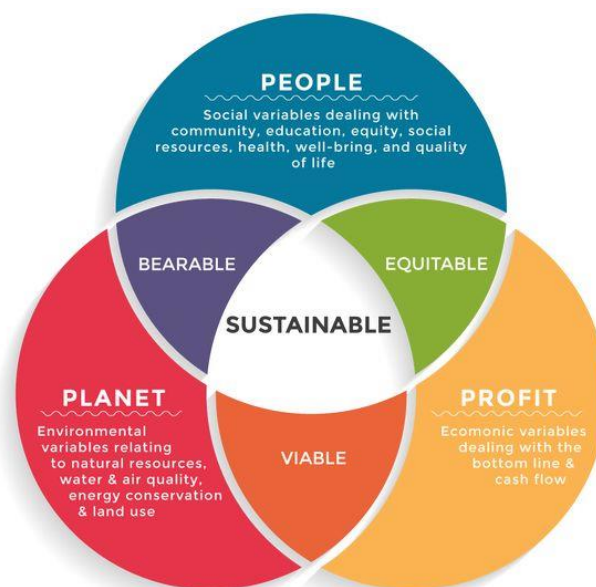 PEOPLE
Social variables dealing with
community, education, equity, social
resources, health, well-bring, and quality
of life
BEARABLE
EQUITABLE
SUSTAINABLE
PLANET
Environmental
variables relating
to natural resources,
water & air quality,
energy conservation
& land use
PROFIT
Ecomonic variables
dealing with the
bottom line &
cash flow
VIABLE